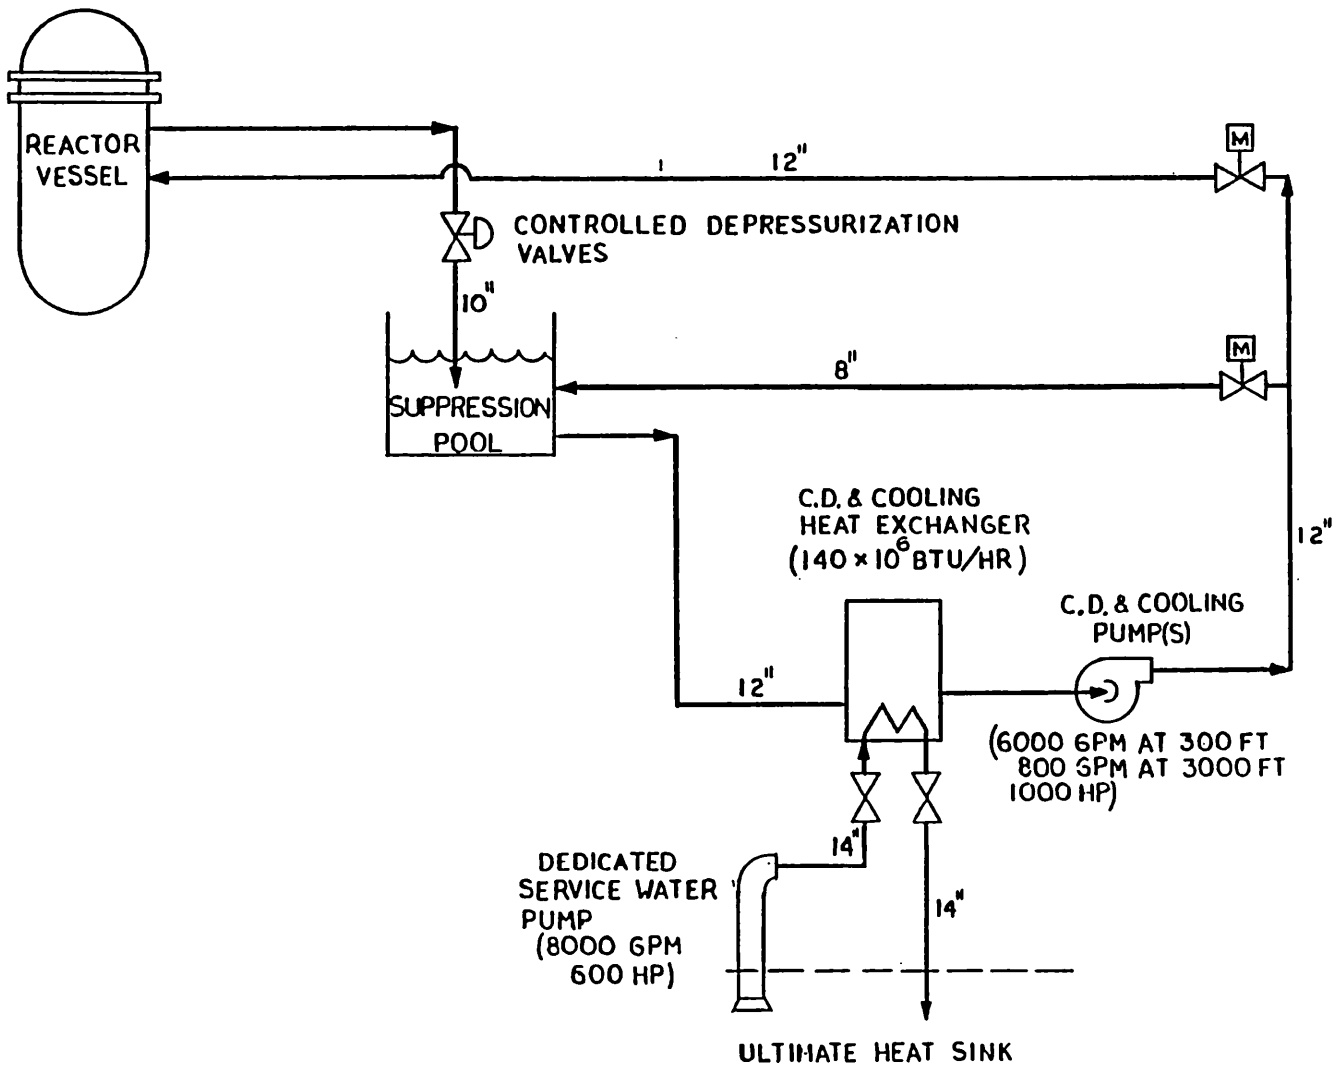 REACTOR
VESSEL
12"
M
CONTROLLED DEPRESSURIZATION
VALVES
10"
8"
M
SUPPRESSION
POOL
C.D. & COOLING
HEAT EXCHANGER
(140 × 10⁶ BTU/HR)
12"
C.D. & COOLING
PUMP(S)
12"
(6000 GPM AT 300 FT
800 GPM AT 3000 FT
1000 HP)
14"
DEDICATED
SERVICE WATER
PUMP
(8000 GPM
600 HP)
14"
ULTIMATE HEAT SINK